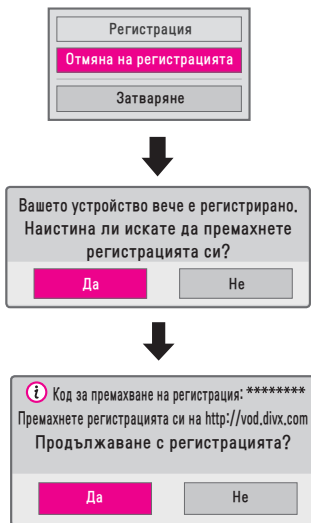 Регистрация
Отмяна на регистрацията
Затваряне
Вашето устройство вече е регистрирано.
Наистина ли искате да премахнете
регистрацията си?
Да
Не
Код за премахване на регистрация: ********
Премахнете регистрацията си на http://vod.divx.com
Продължаване с регистрацията?
Да
Не